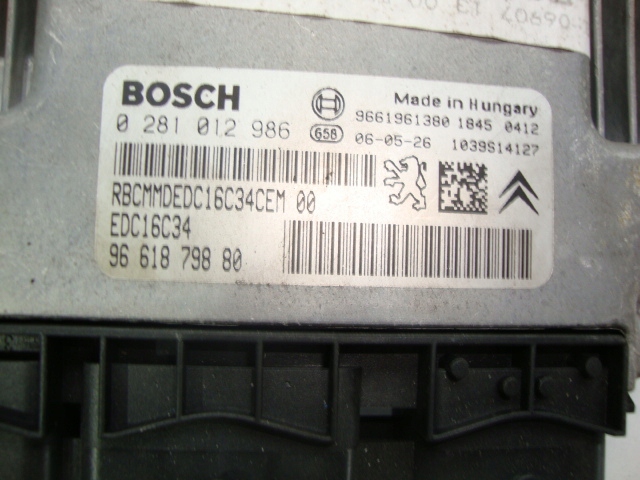 BOSCH
Made in Hungary
0 281 012 986
9661961380 1845 0412
G58
06-05-26 1039S14127
RBCMMDEDC16C34CEM 00
EDC16C34
96 618 798 80